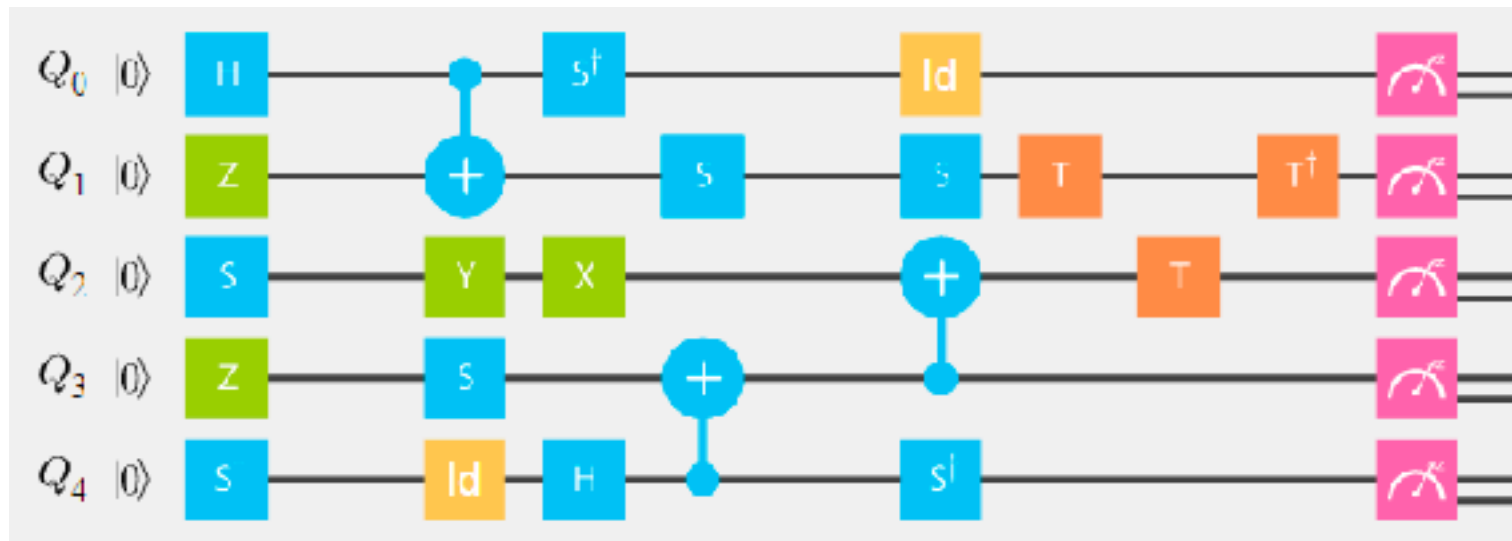 Q0 |0⟩ H S† Id
Q1 |0⟩ Z + S S T T†
Q2 |0⟩ S Y X + T
Q3 |0⟩ Z S +
Q4 |0⟩ S Id H S†